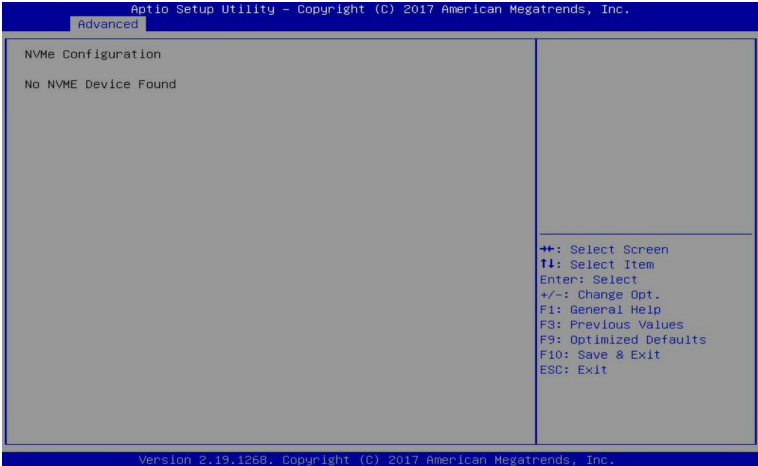 Aptio Setup Utility – Copyright (C) 2017 American Megatrends, Inc.
Advanced
NVMe Configuration
No NVME Device Found
→←: Select Screen
↑↓: Select Item
Enter: Select
+/-: Change Opt.
F1: General Help
F3: Previous Values
F9: Optimized Defaults
F10: Save & Exit
ESC: Exit
Version 2.19.1268. Copyright (C) 2017 American Megatrends, Inc.